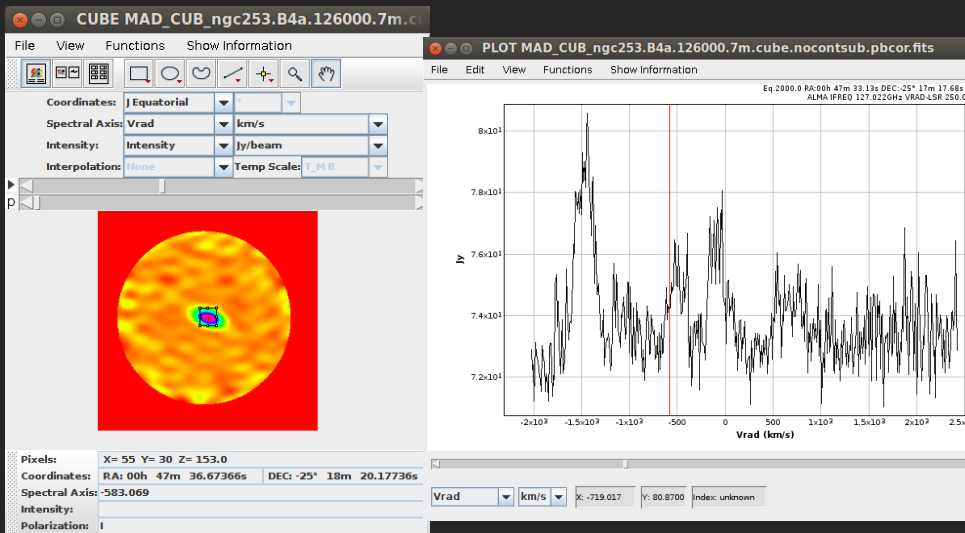 CUBE MAD_CUB_ngc253.B4a.126000.7m.cu
File View Functions Show Information
Coordinates: J Equatorial
Spectral Axis: Vrad km/s
Intensity: Intensity Jy/beam
Interpolation: None Temp Scale: T_M B
p
Pixels: X= 55 Y= 30 Z= 153.0
Coordinates: RA: 00h 47m 36.67366s DEC: -25° 18m 20.17736s
Spectral Axis: -583.069
Intensity:
Polarization: I
PLOT MAD_CUB_ngc253.B4a.126000.7m.cube.nocontsub.pbcor.fits
File Edit View Functions Show Information
Eq.2000.0 RA:00h 47m 33.13s DEC:-25° 17m 17.68s
ALMA IFREQ 127.022GHz VRAD-LSR 250.0
8x10¹
7.8x10¹
7.6x10¹
7.4x10¹
7.2x10¹
Jy
-2x10³ -1.5x10³ -1x10³ -500 0 500 1x10³ 1.5x10³ 2x10³ 2.5x
Vrad (km/s)
Vrad km/s X: -719.017 Y: 80.8700 Index: unknown